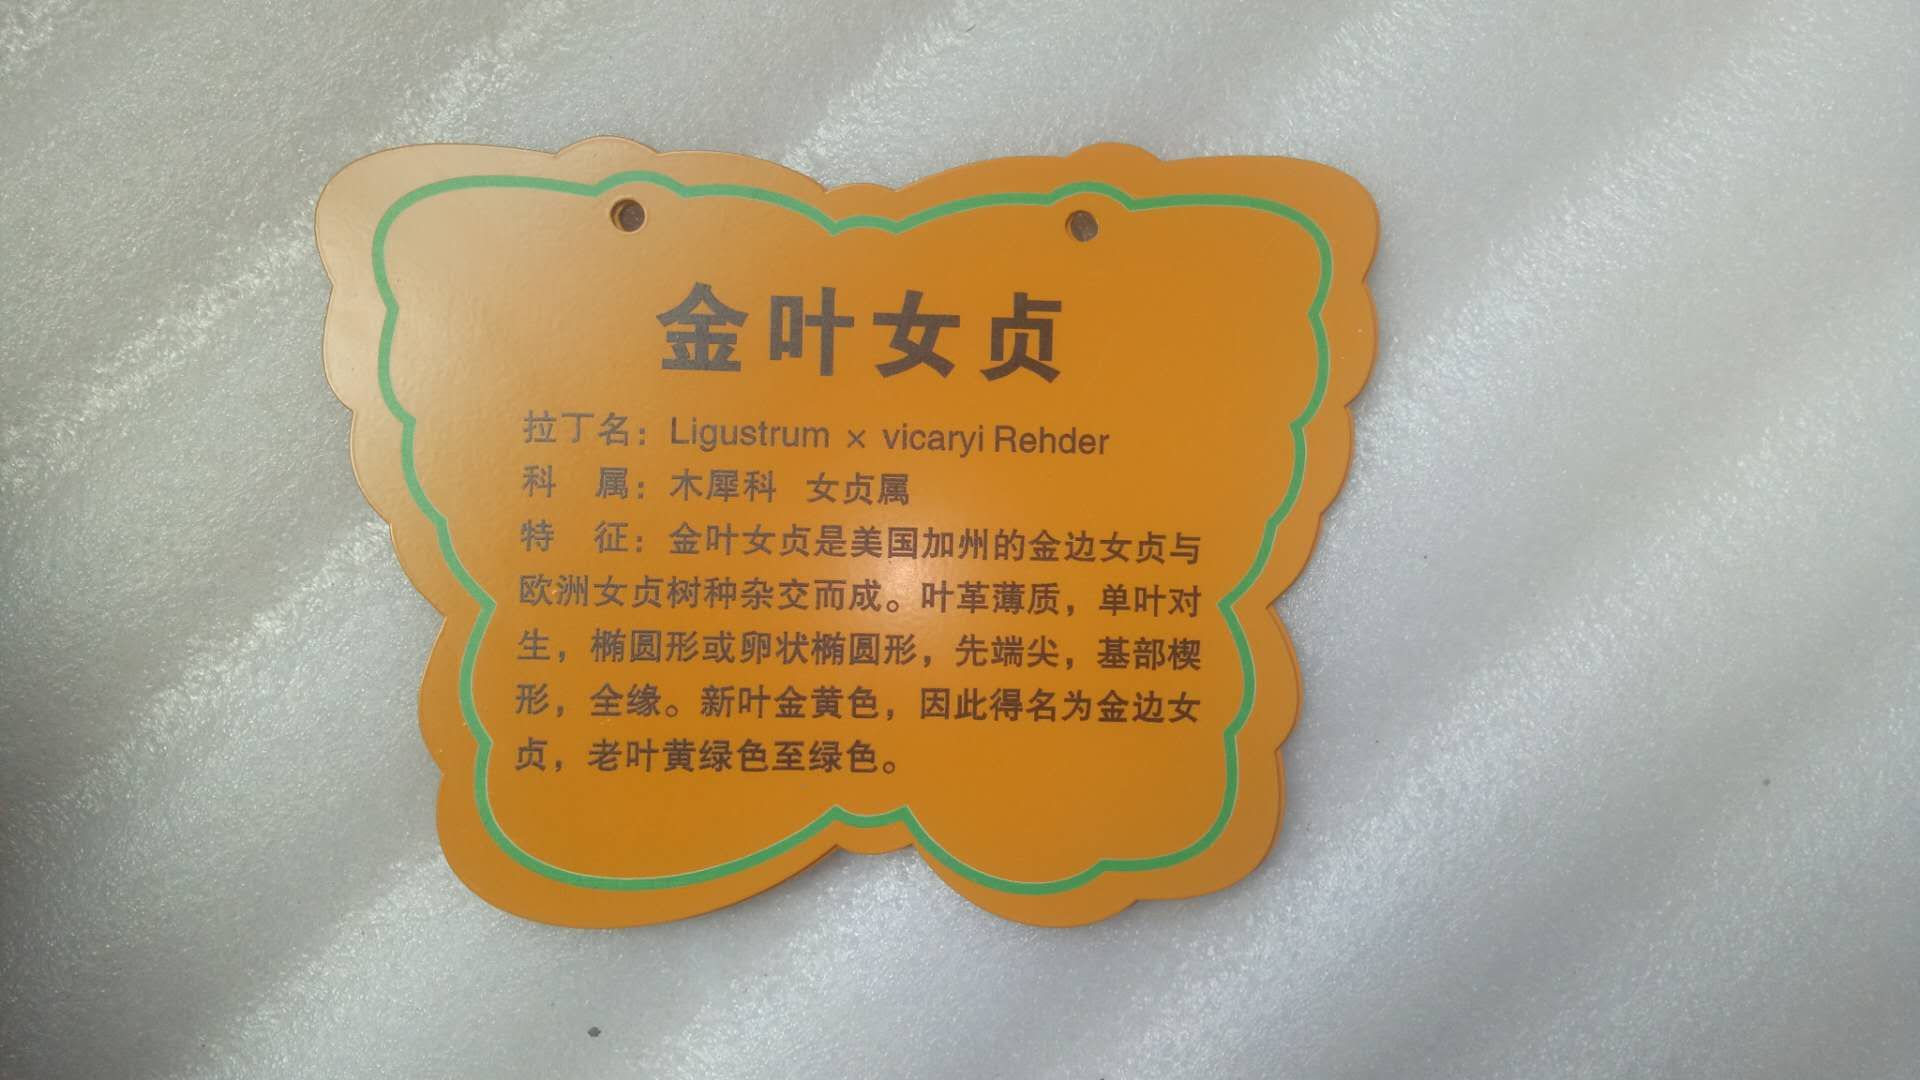 金叶女贞
拉丁名：Ligustrum × vicaryi Rehder
科 属：木犀科 女贞属
特 征：金叶女贞是美国加州的金边女贞与
欧洲女贞树种杂交而成。叶革薄质，单叶对
生，椭圆形或卵状椭圆形，先端尖，基部楔
形，全缘。新叶金黄色，因此得名为金边女
贞，老叶黄绿色至绿色。